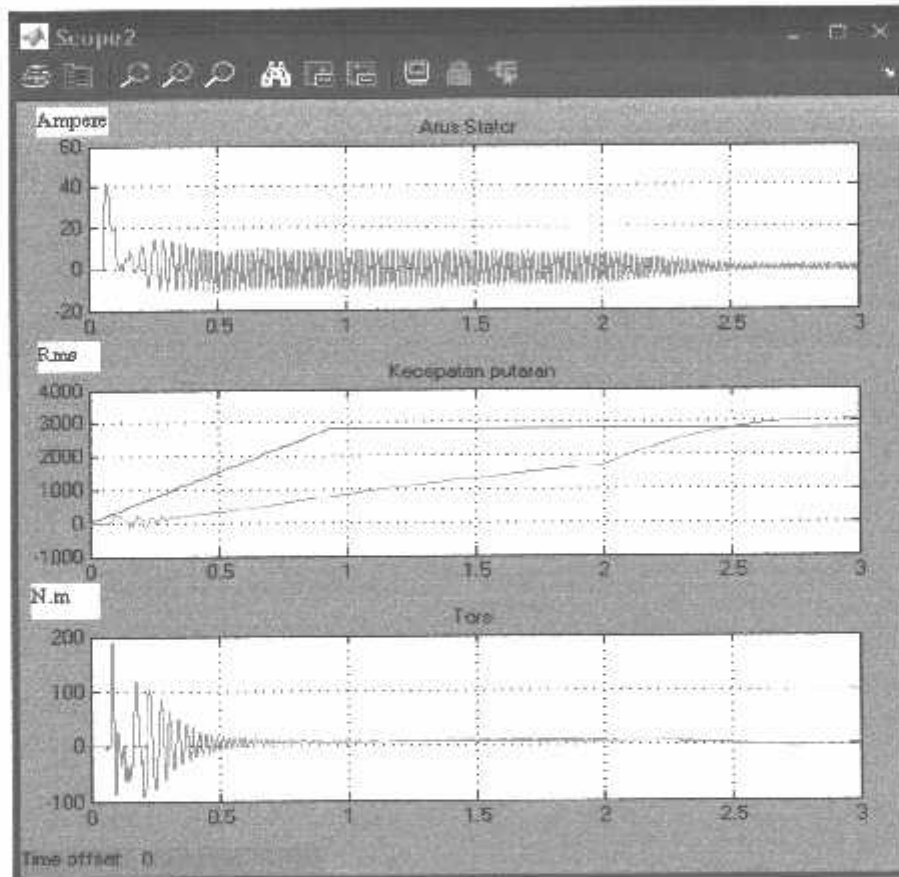 Scope2
Ampere
Arus Stator
60
40
20
0
-20
0 0.5 1 1.5 2 2.5 3
Rms
Kecepatan putaran
4000
3000
2000
1000
0
-1000
0 0.5 1 1.5 2 2.5 3
N.m
Torsi
200
100
0
-100
0 0.5 1 1.5 2 2.5 3
Time offset: 0